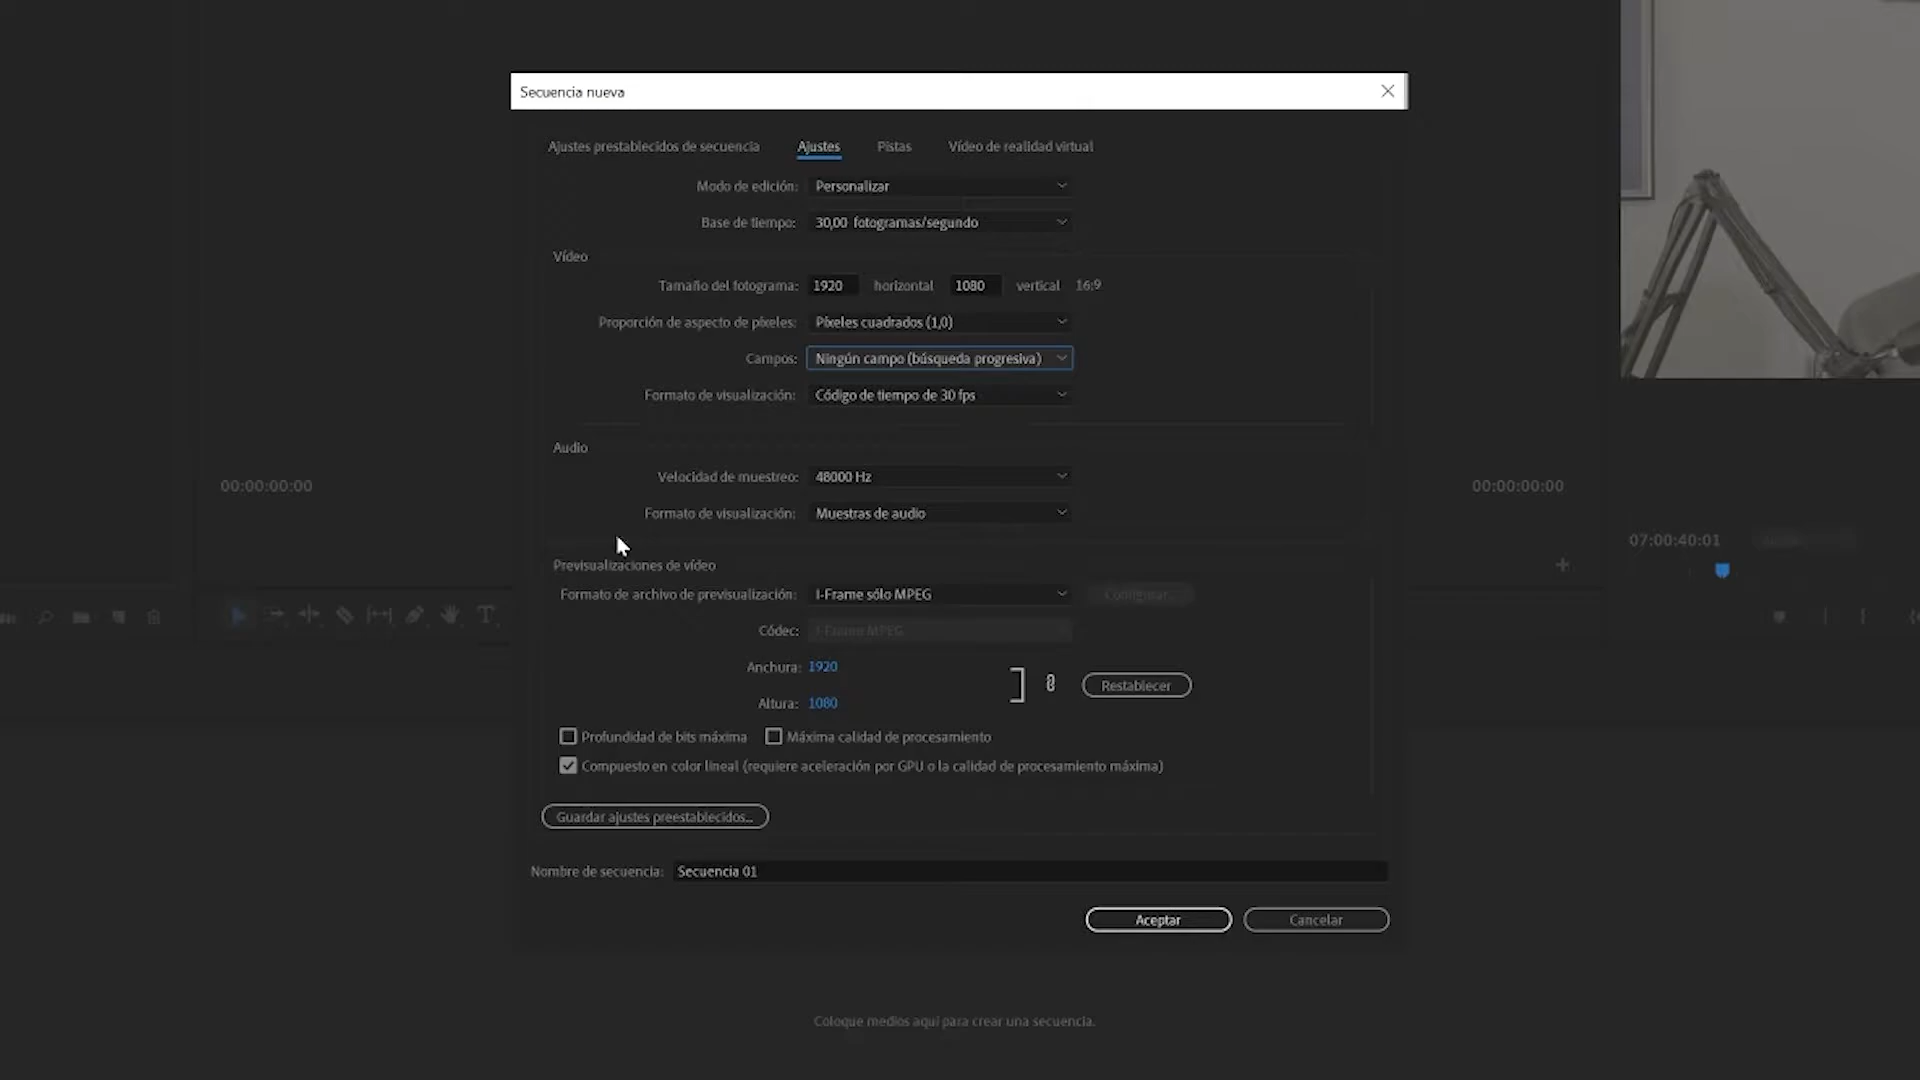 Secuencia nueva
Ajustes prestablecidos de secuencia Ajustes Pistas Vídeo de realidad virtual
Modo de edición: Personalizar
Base de tiempo: 30,00 fotogramas/segundo
Vídeo
Tamaño del fotograma: 1920 horizontal 1080 vertical 16:9
Proporción de aspecto de píxeles: Píxeles cuadrados (1,0)
Campos: Ningún campo (búsqueda progresiva)
Formato de visualización: Código de tiempo de 30 fps
Audio
00:00:00:00
Velocidad de muestreo: 48000 Hz
00:00:00:00
Formato de visualización: Muestras de audio
07:00:40:01
Previsualizaciones de vídeo
Formato de archivo de previsualización: I-Frame sólo MPEG Configurar...
Códec: I-Frame MPEG
Anchura: 1920
Restablecer
Altura: 1080
Profundidad de bits máxima Máxima calidad de procesamiento
Compuesto en color lineal (requiere aceleración por GPU o la calidad de procesamiento máxima)
Guardar ajustes preestablecidos...
Nombre de secuencia: Secuencia 01
Aceptar Cancelar
Coloque medios aquí para crear una secuencia.